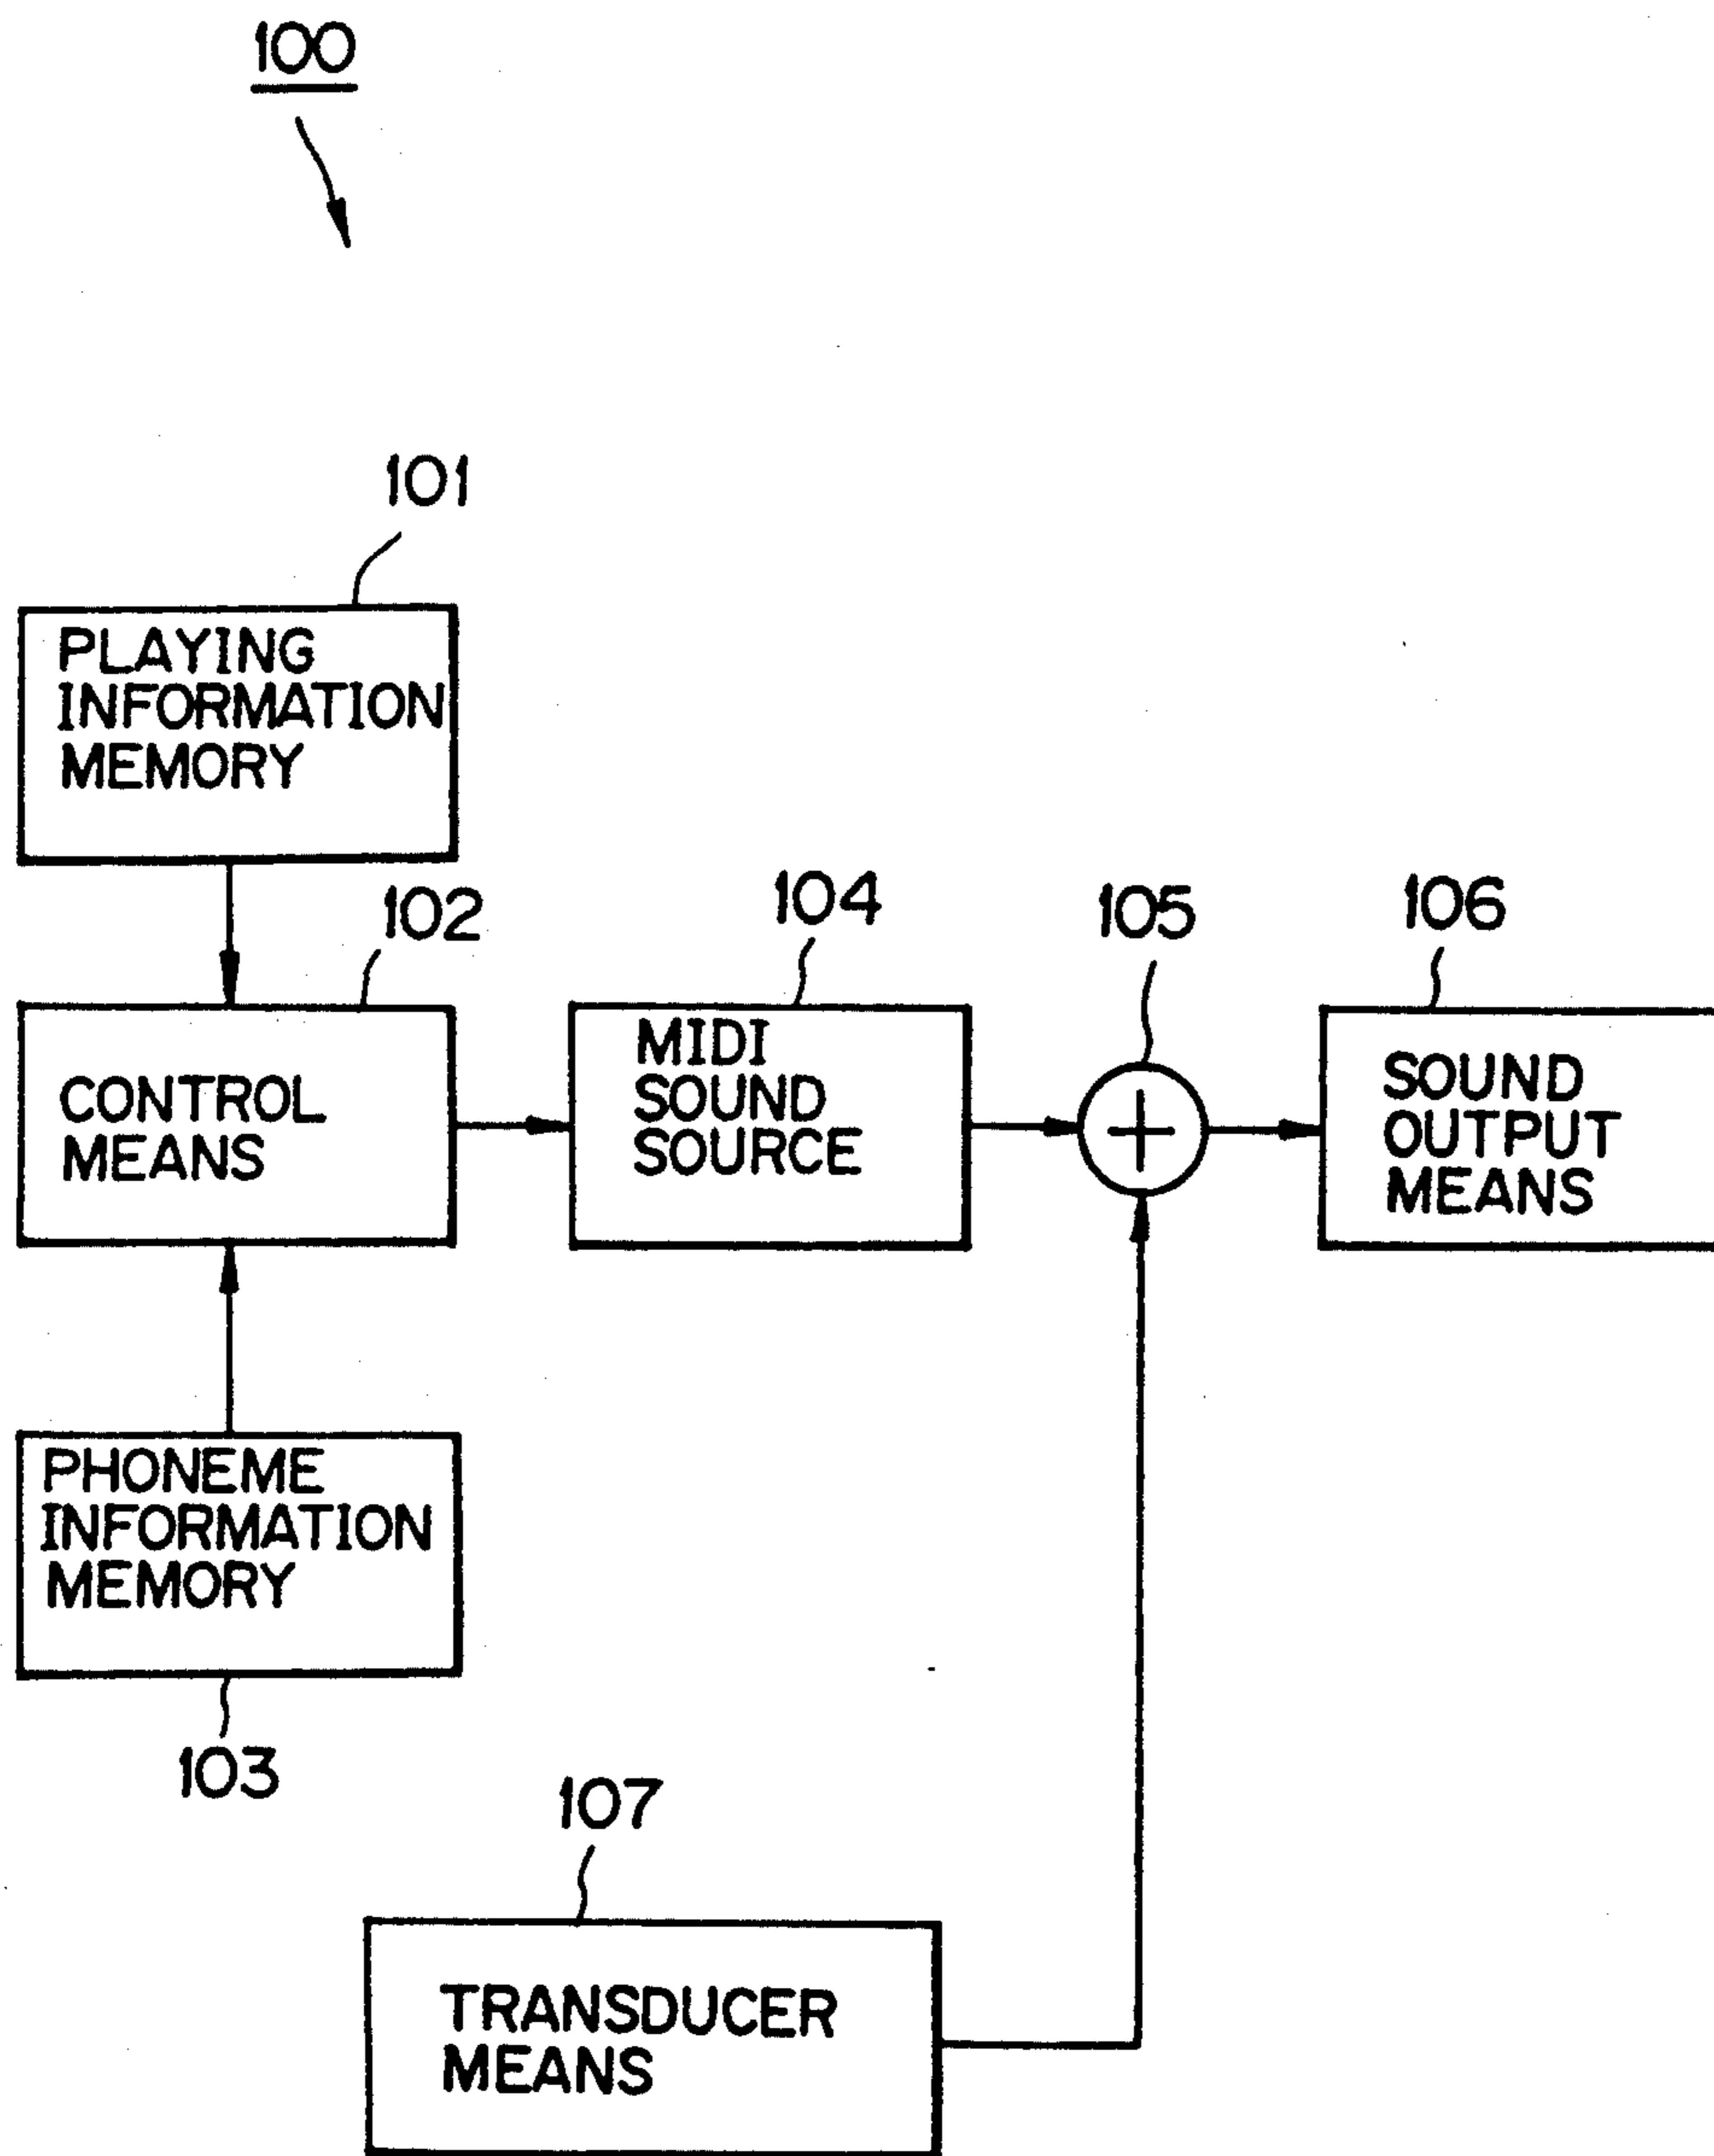 100
101
PLAYING
INFORMATION
MEMORY
102
104
105
106
CONTROL
MEANS
MIDI
SOUND
SOURCE
SOUND
OUTPUT
MEANS
PHONEME
INFORMATION
MEMORY
103
107
TRANSDUCER
MEANS